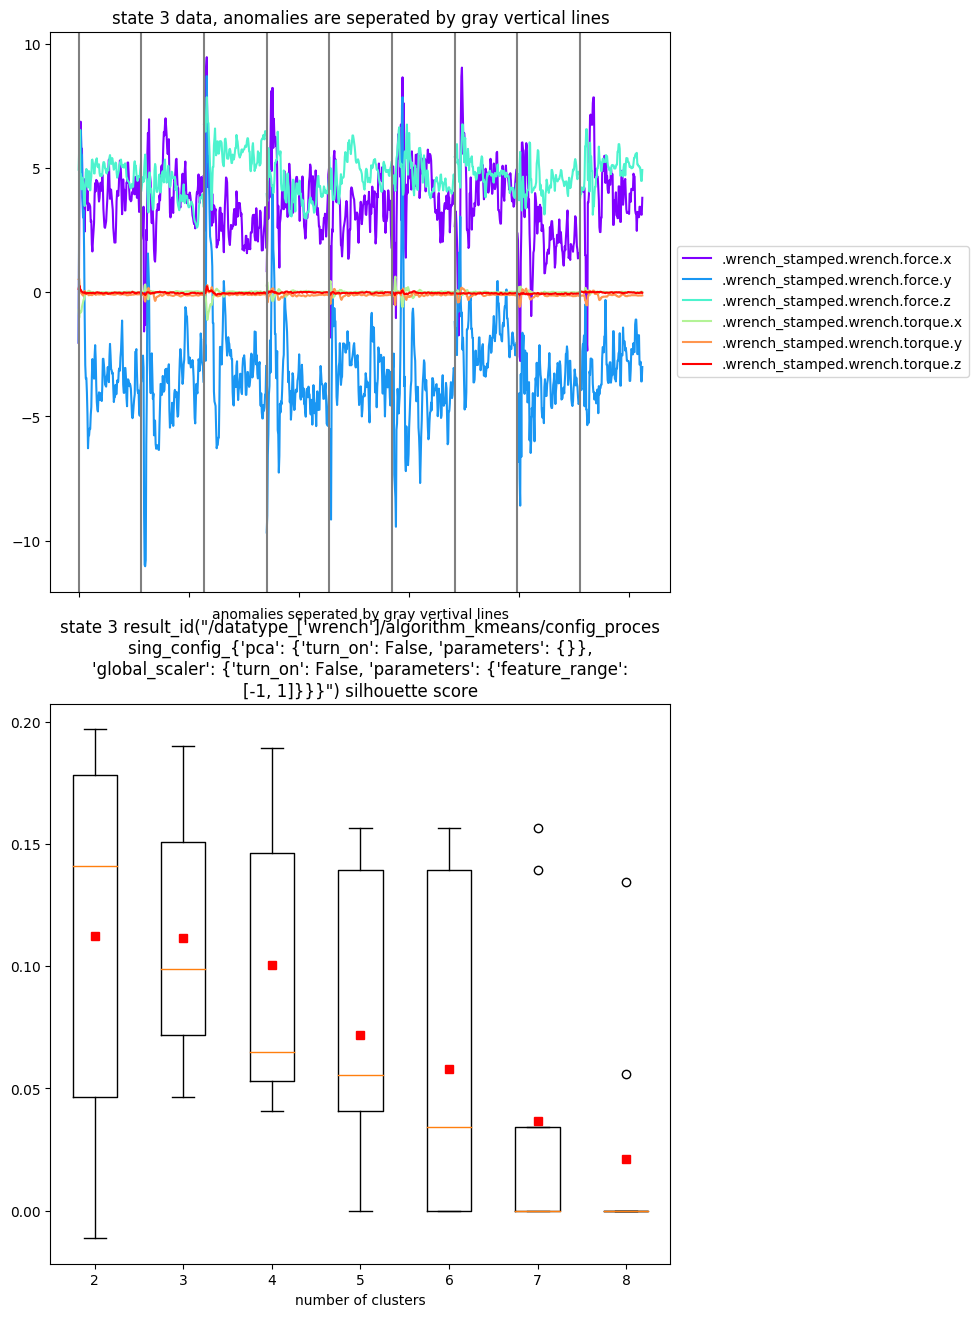 state 3 data, anomalies are seperated by gray vertical lines
10
5
0
−5
−10
.wrench_stamped.wrench.force.x
.wrench_stamped.wrench.force.y
.wrench_stamped.wrench.force.z
.wrench_stamped.wrench.torque.x
.wrench_stamped.wrench.torque.y
.wrench_stamped.wrench.torque.z
anomalies seperated by gray vertival lines
state 3 result_id("/datatype_['wrench']/algorithm_kmeans/config_proces
sing_config_{'pca': {'turn_on': False, 'parameters': {}},
'global_scaler': {'turn_on': False, 'parameters': {'feature_range':
[-1, 1]}}}") silhouette score
0.20
0.15
0.10
0.05
0.00
2 3 4 5 6 7 8
number of clusters